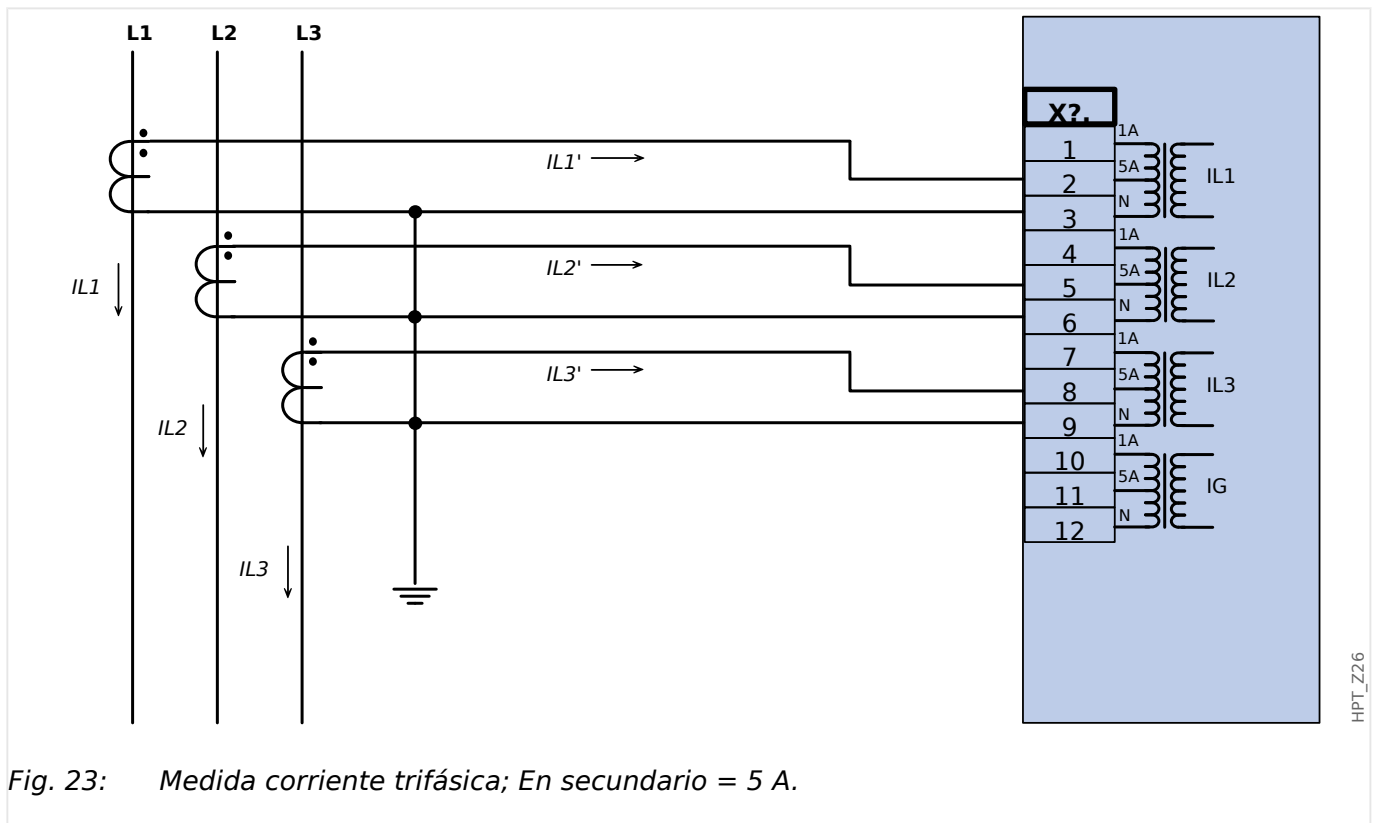 L1 L2 L3
X?.
1A
1
IL1'
5A
IL1
2
N
3
1A
4
IL2'
5A
IL2
IL1
5
N
6
1A
7
IL3'
5A
IL3
8
N
IL2
9
1A
10
5A
IG
11
N
12
IL3
HPT_Z26
Fig. 23: Medida corriente trifásica; En secundario = 5 A.